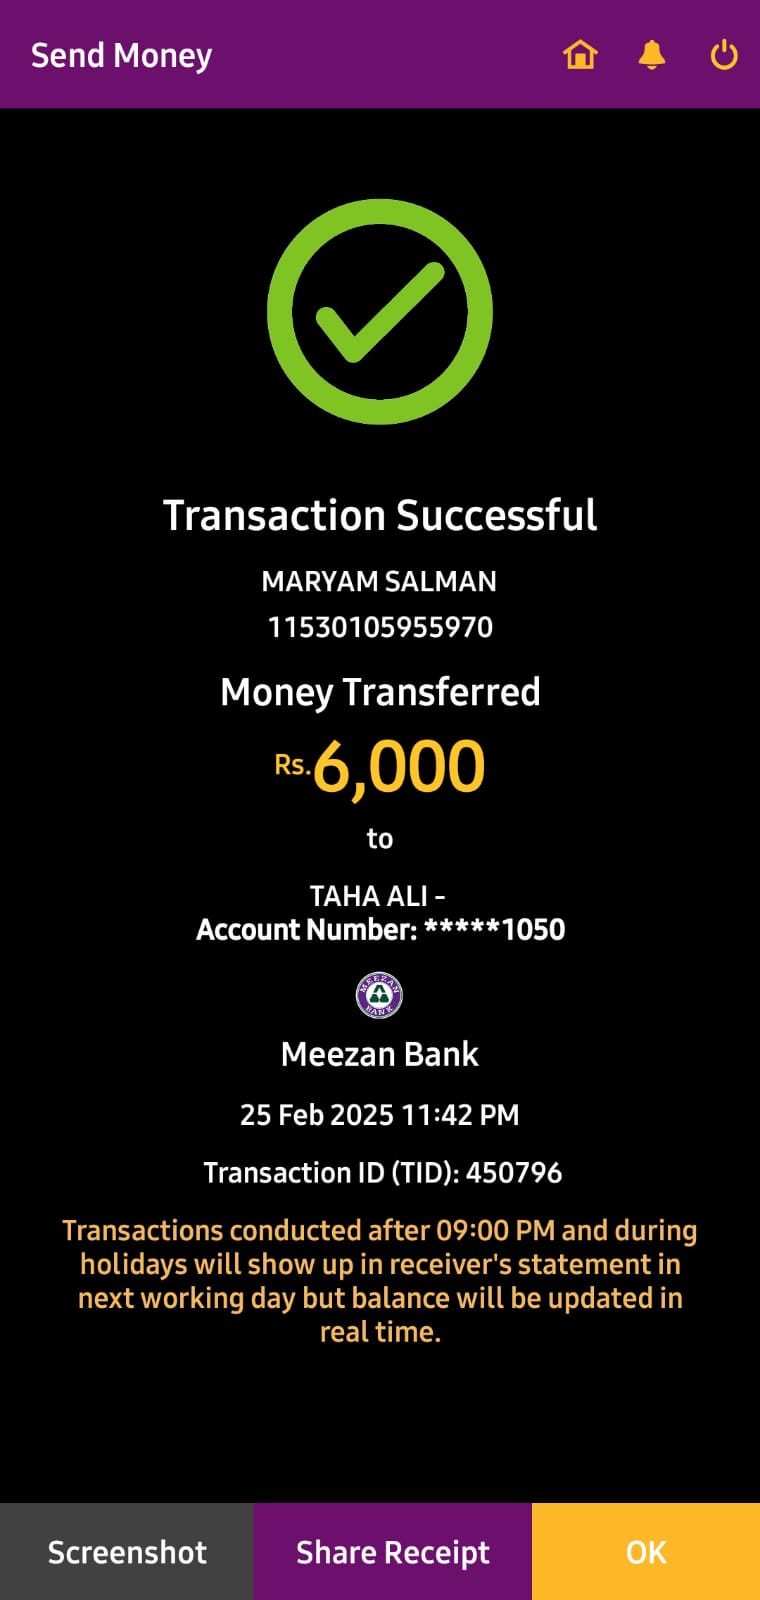 Send Money
Transaction Successful
MARYAM SALMAN
11530105955970
Money Transferred
Rs.6,000
to
TAHA ALI -
Account Number: *****1050
MEEZAN BANK
Meezan Bank
25 Feb 2025 11:42 PM
Transaction ID (TID): 450796
Transactions conducted after 09:00 PM and during
holidays will show up in receiver's statement in
next working day but balance will be updated in
real time.
Screenshot
Share Receipt
OK